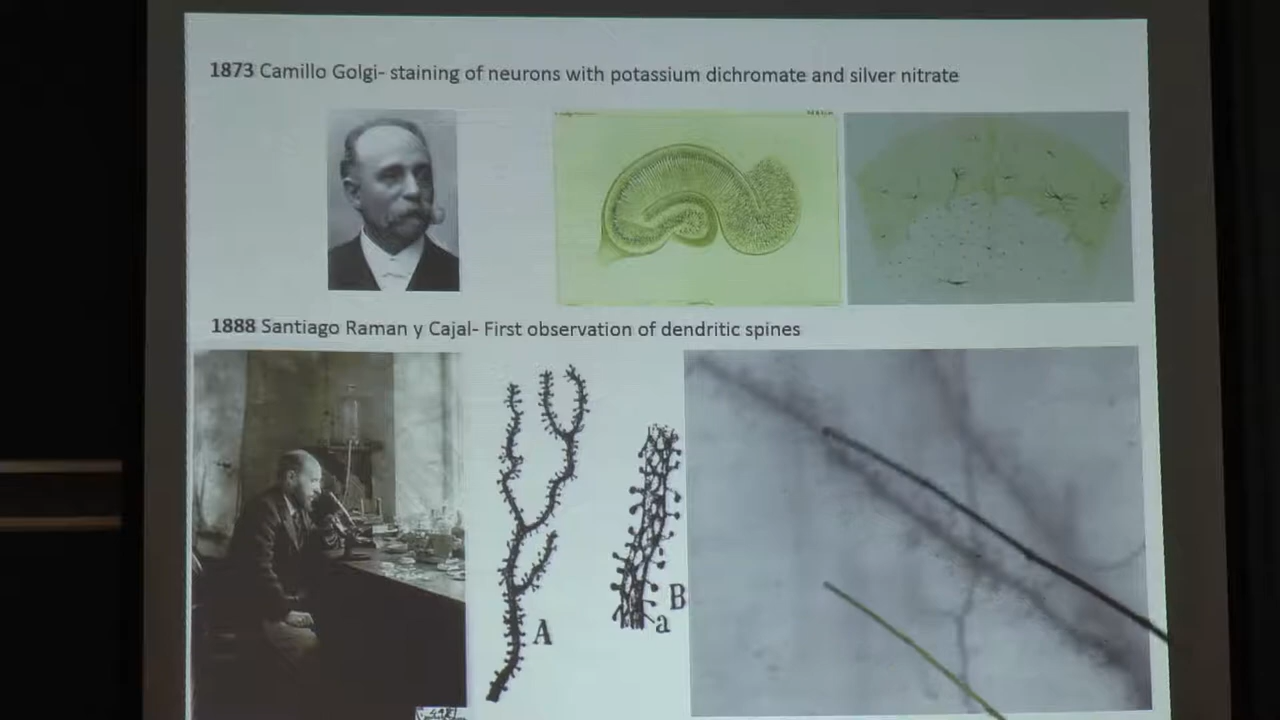 1873 Camillo Golgi- staining of neurons with potassium dichromate and silver nitrate
1888 Santiago Raman y Cajal- First observation of dendritic spines
A
B
a